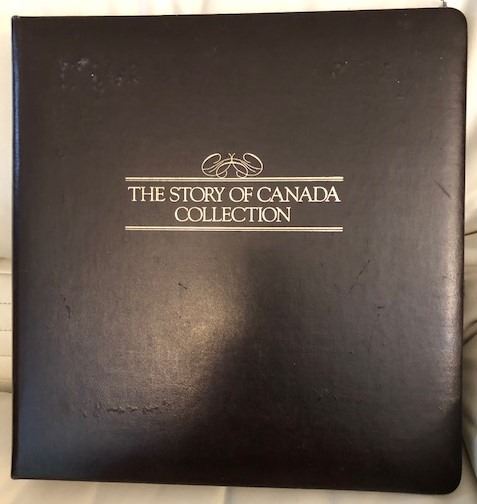 THE STORY OF CANADA
COLLECTION